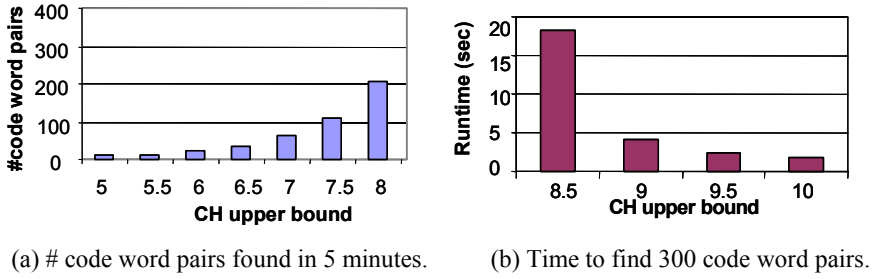 #code word pairs
400
300
200
100
0
5 5.5 6 6.5 7 7.5 8
CH upper bound
(a) # code word pairs found in 5 minutes.
Runtime (sec)
20
15
10
5
0
8.5 9 9.5 10
CH upper bound
(b) Time to find 300 code word pairs.